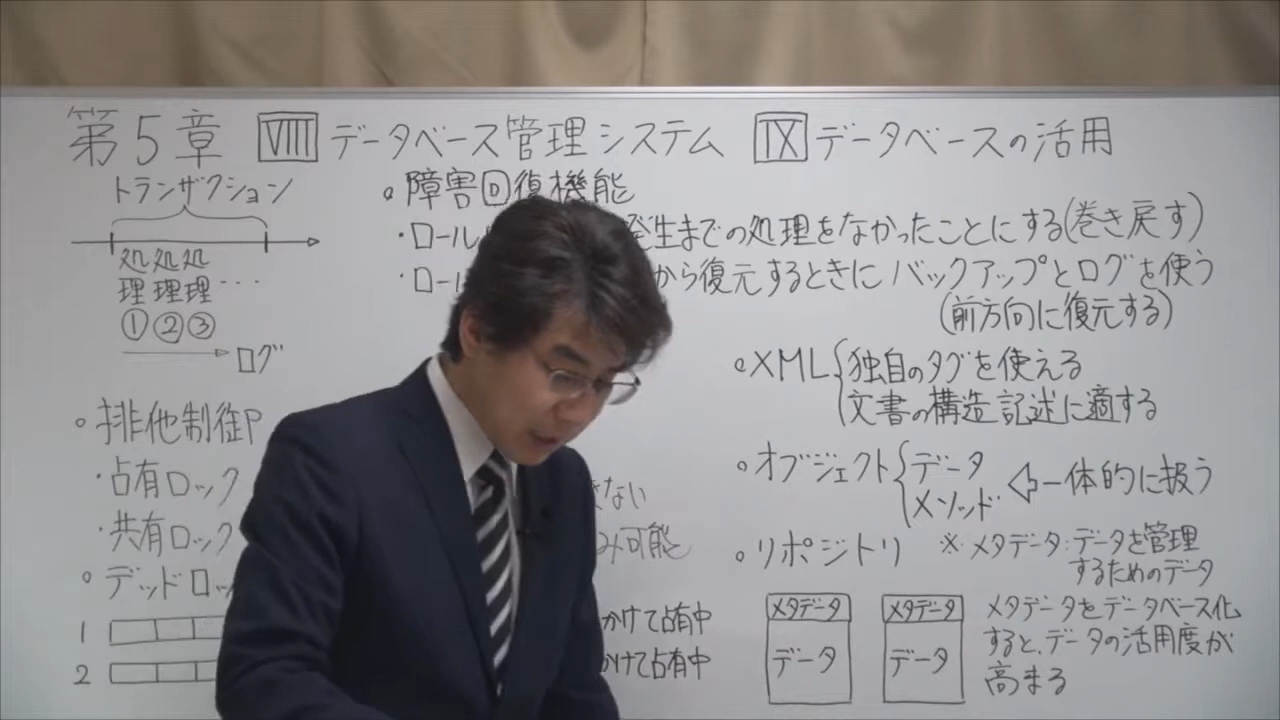 第5章 VIII データベース管理システム IX データベースの活用
トランザクション
処 処 処
理 理 理 ・・・
① ② ③
ログ
・排他制御
・占有ロック
・共有ロック
デッドロッ
1
2
・障害回復機能
・ロール 発生までの処理をなかったことにする(巻き戻す)
・ロー から復元するときにバックアップとログを使う
(前方向に復元する)
きない
み可能
かけて占有中
かけて占有中
・XML{独自のタグを使える
文書の構造記述に適する
・オブジェクト{データ
メソッド
⇦一体的に扱う
・リポジトリ ※メタデータ:データを管理
するためのデータ
メタデータ
データ
メタデータ
データ
メタデータをデータベース化
すると、データの活用度が
高まる